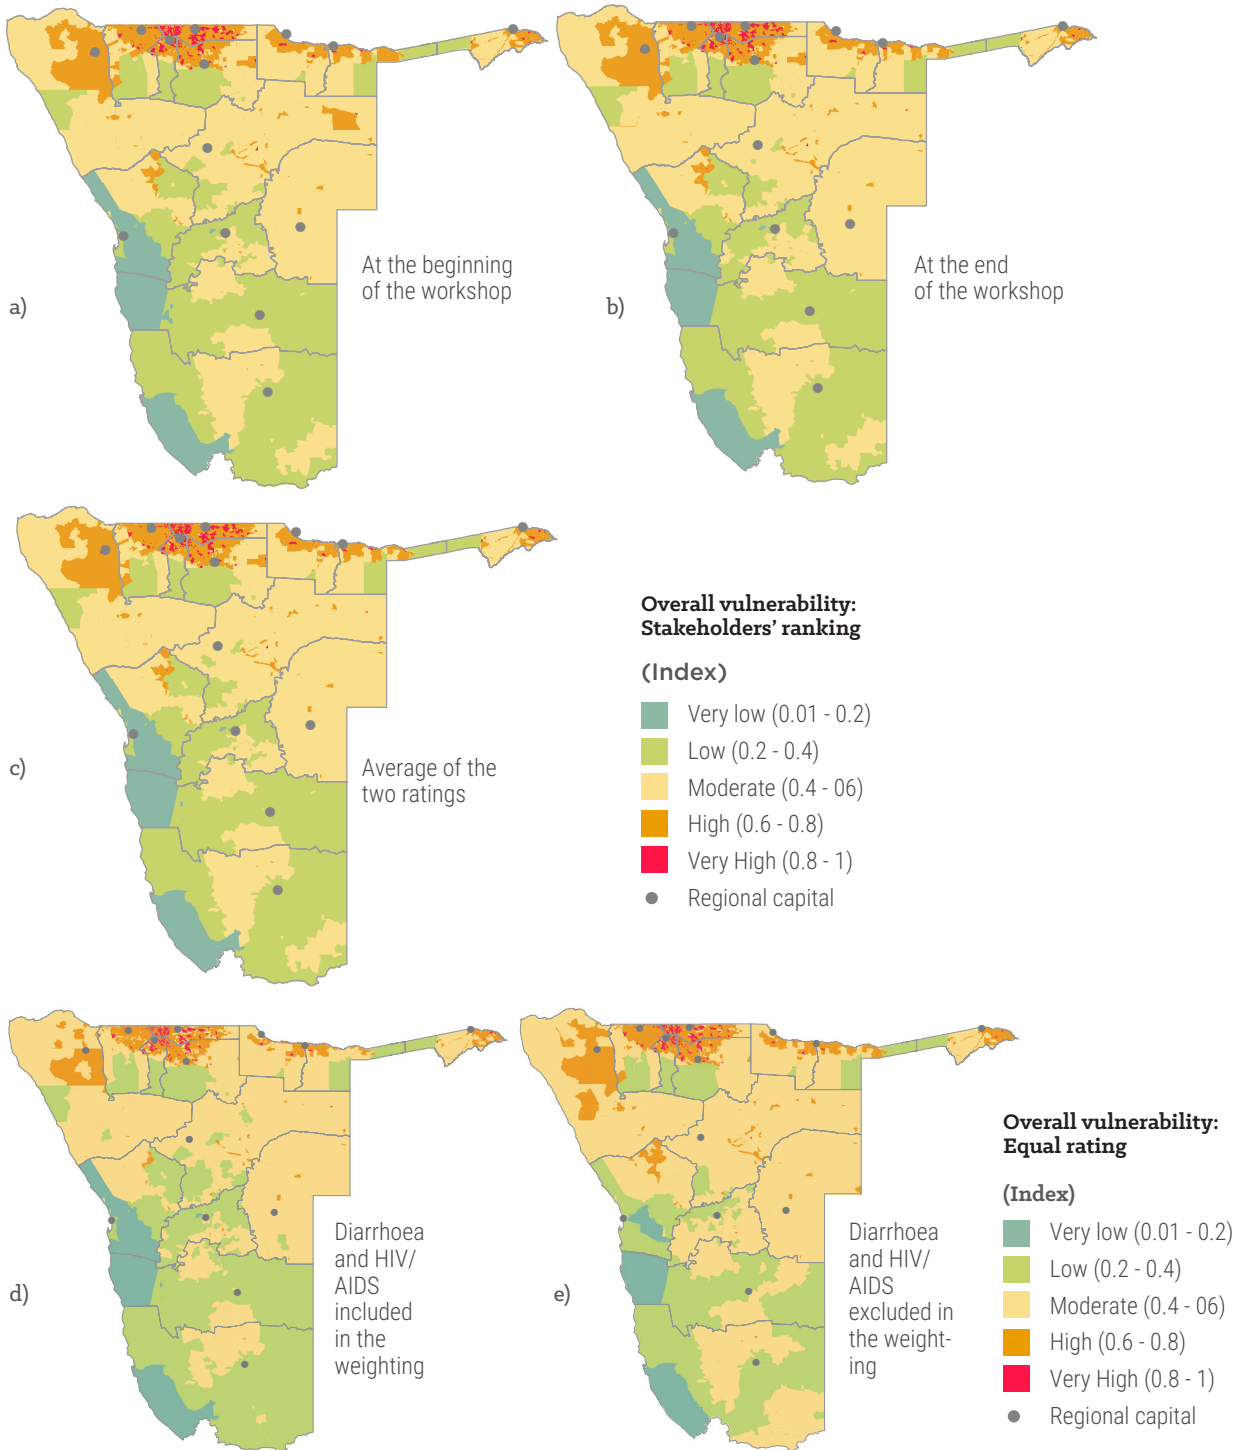 a)
At the beginning
of the workshop
b)
At the end
of the workshop
c)
Average of the
two ratings
Overall vulnerability:
Stakeholders’ ranking
(Index)
Very low (0.01 - 0.2)
Low (0.2 - 0.4)
Moderate (0.4 - 06)
High (0.6 - 0.8)
Very High (0.8 - 1)
Regional capital
d)
Diarrhoea
and HIV/
AIDS
included
in the
weighting
e)
Diarrhoea
and HIV/
AIDS
excluded in
the weight-
ing
Overall vulnerability:
Equal rating
(Index)
Very low (0.01 - 0.2)
Low (0.2 - 0.4)
Moderate (0.4 - 06)
High (0.6 - 0.8)
Very High (0.8 - 1)
Regional capital